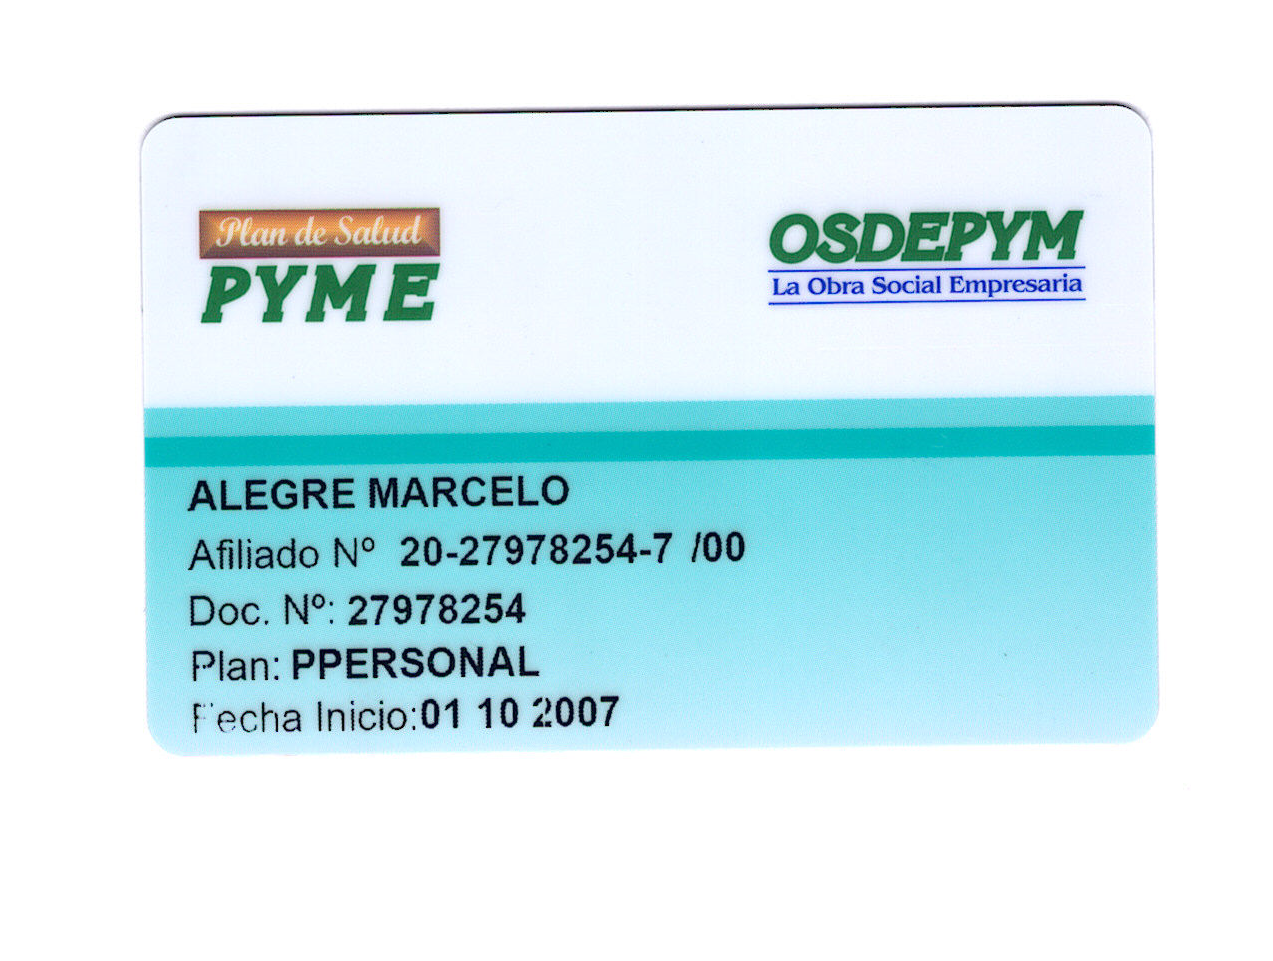 Plan de Salud
PYME
OSDEPYM
La Obra Social Empresaria
ALEGRE MARCELO
Afiliado Nº 20-27978254-7 /00
Doc. Nº: 27978254
Plan: PPERSONAL
Fecha Inicio:01 10 2007